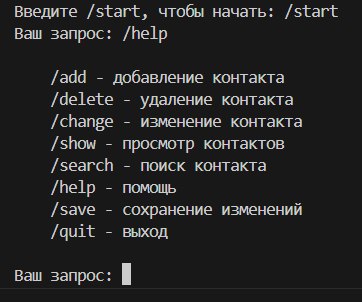 Введите /start, чтобы начать: /start
Ваш запрос: /help
/add - добавление контакта
/delete - удаление контакта
/change - изменение контакта
/show - просмотр контактов
/search - поиск контакта
/help - помощь
/save - сохранение изменений
/quit - выход
Ваш запрос: